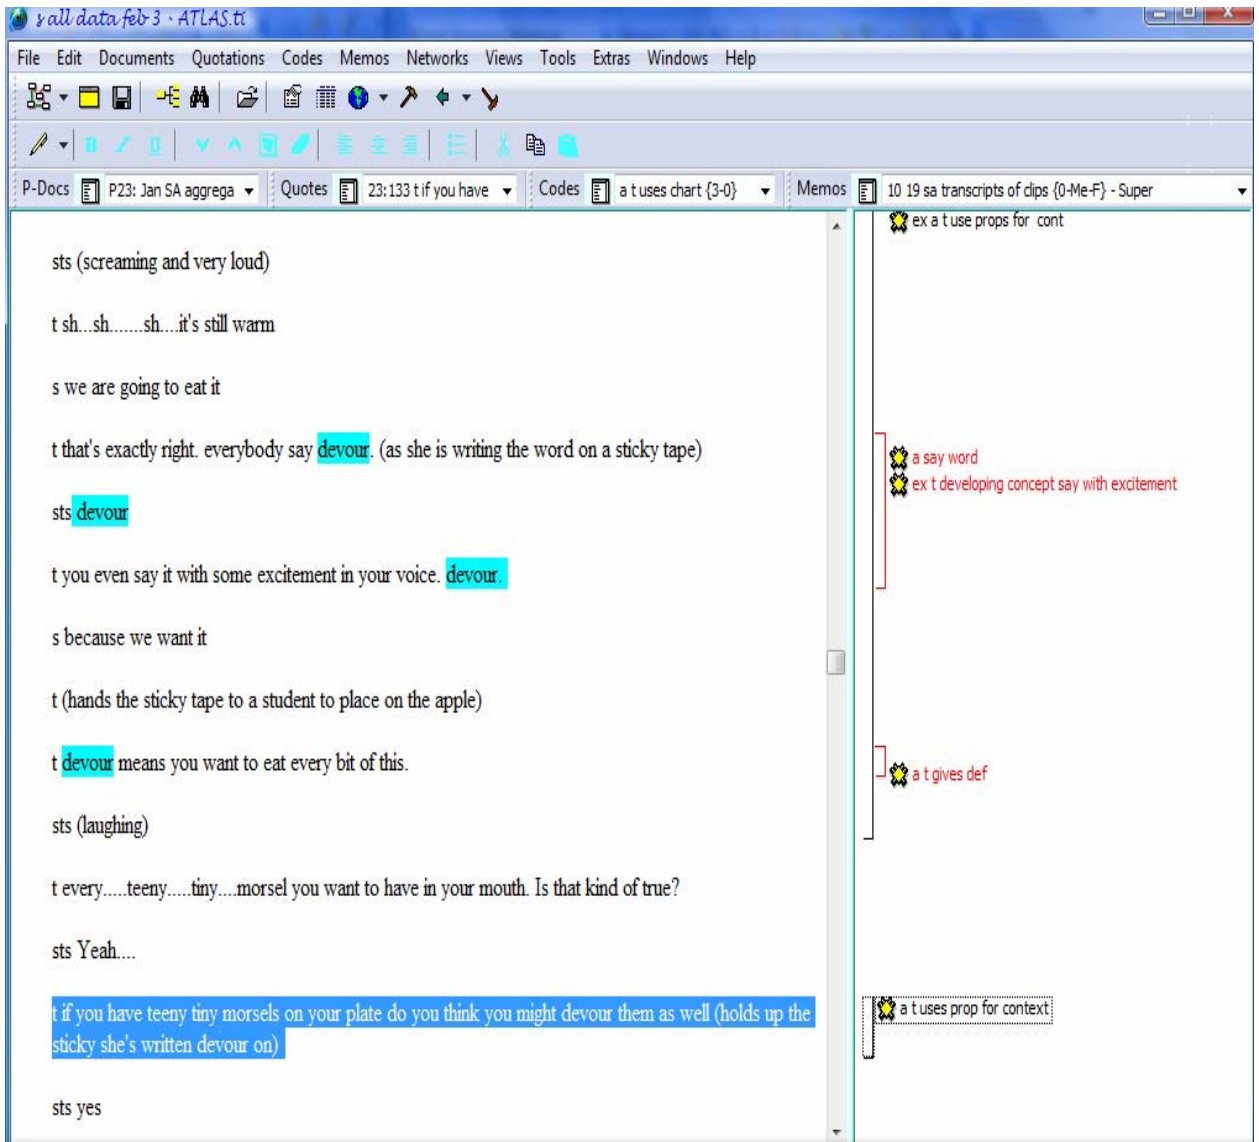 s all data feb 3 - ATLAS.ti
File Edit Documents Quotations Codes Memos Networks Views Tools Extras Windows Help
B I U
P-Docs P23: Jan SA aggrega Quotes 23:133 t if you have Codes a t uses chart {3-0} Memos 10 19 sa transcripts of clips {0-Me-F} - Super
ex a t use props for cont
sts (screaming and very loud)
t sh...sh.......sh....it's still warm
s we are going to eat it
t that's exactly right. everybody say devour. (as she is writing the word on a sticky tape)
a say word
ex t developing concept say with excitement
sts devour
t you even say it with some excitement in your voice. devour.
s because we want it
t (hands the sticky tape to a student to place on the apple)
t devour means you want to eat every bit of this.
a t gives def
sts (laughing)
t every.....teeny.....tiny....morsel you want to have in your mouth. Is that kind of true?
sts Yeah....
t if you have teeny tiny morsels on your plate do you think you might devour them as well (holds up the
sticky she's written devour on)
a t uses prop for context
sts yes